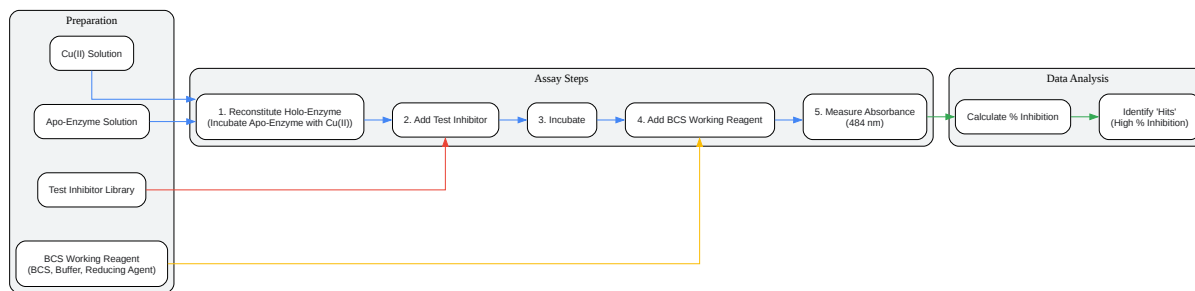 Preparation
Cu(II) Solution
Apo-Enzyme Solution
Test Inhibitor Library
BCS Working Reagent
(BCS, Buffer, Reducing Agent)
Assay Steps
1. Reconstitute Holo-Enzyme
(Incubate Apo-Enzyme with Cu(II))
2. Add Test Inhibitor
3. Incubate
4. Add BCS Working Reagent
5. Measure Absorbance
(484 nm)
Data Analysis
Calculate % Inhibition
Identify 'Hits'
(High % Inhibition)